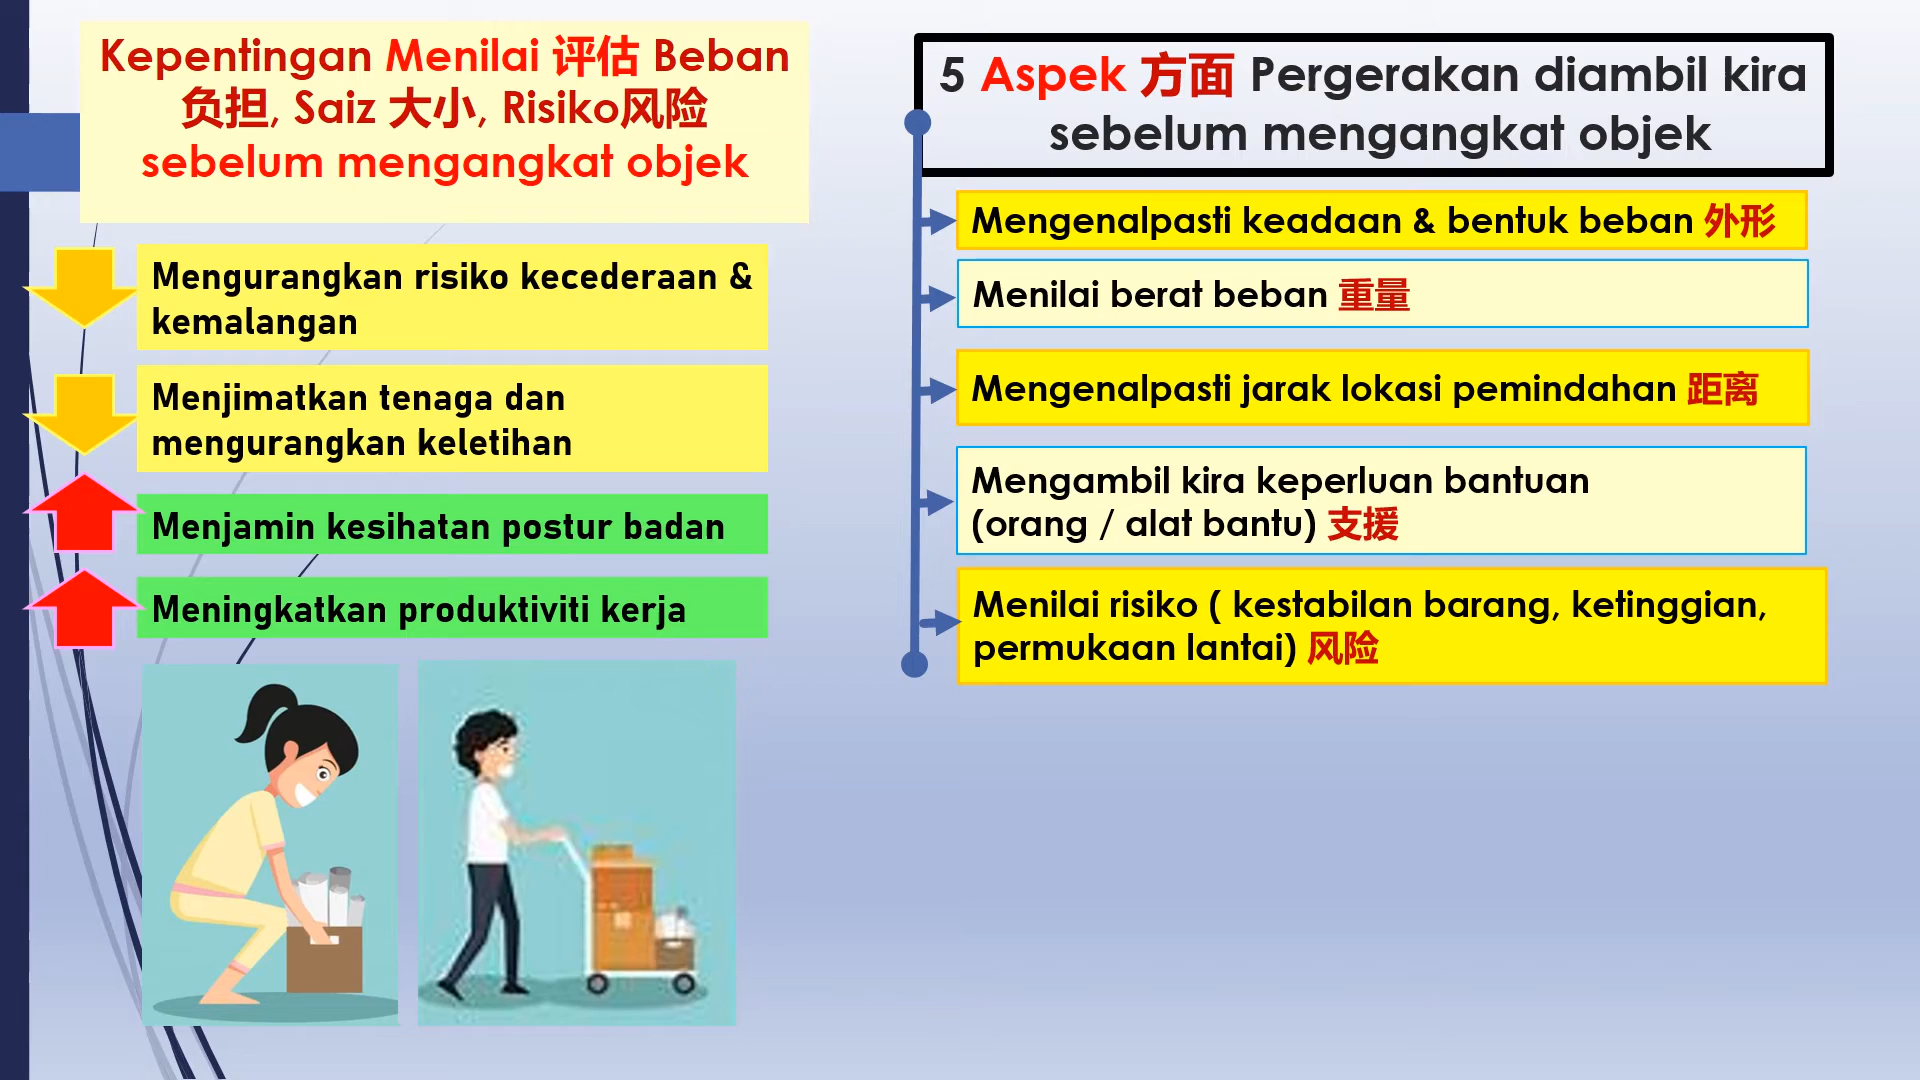 Kepentingan Menilai 评估 Beban
负担, Saiz 大小, Risiko风险
sebelum mengangkat objek
Mengurangkan risiko kecederaan &
kemalangan
Menjimatkan tenaga dan
mengurangkan keletihan
Menjamin kesihatan postur badan
Meningkatkan produktiviti kerja
5 Aspek 方面 Pergerakan diambil kira
sebelum mengangkat objek
Mengenalpasti keadaan & bentuk beban 外形
Menilai berat beban 重量
Mengenalpasti jarak lokasi pemindahan 距离
Mengambil kira keperluan bantuan
(orang / alat bantu) 支援
Menilai risiko ( kestabilan barang, ketinggian,
permukaan lantai) 风险